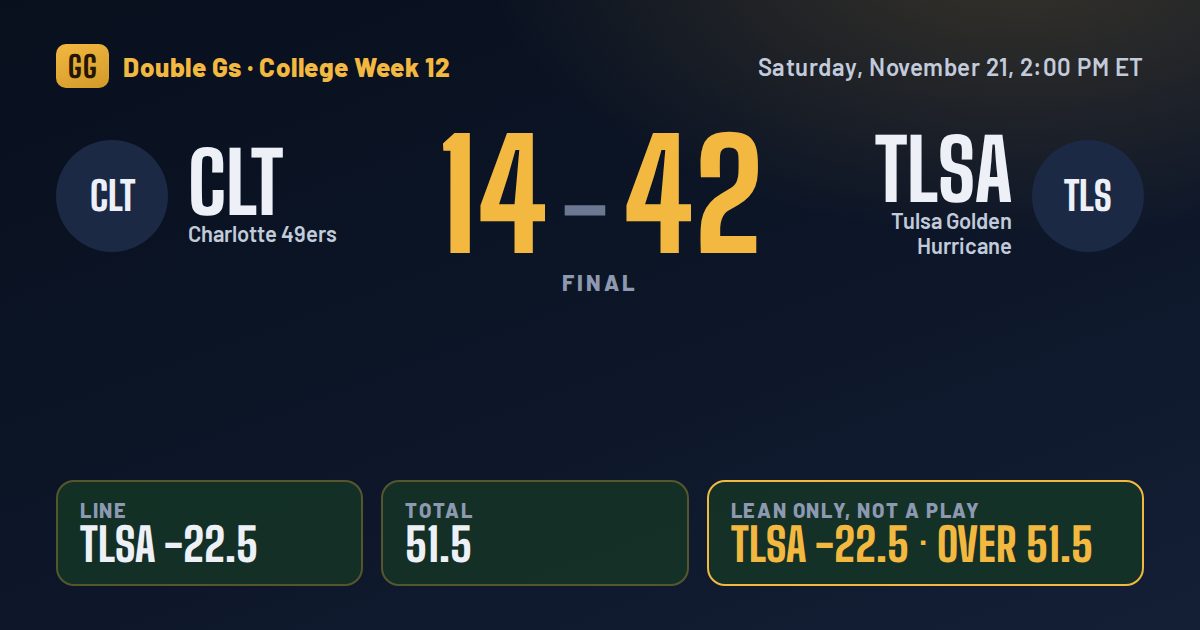 GG
Double Gs · College Week 12
Saturday, November 21, 2:00 PM ET
CLT
CLT
Charlotte 49ers
14 – 42
FINAL
TLSA
Tulsa Golden
Hurricane
TLS
LINE
TLSA −22.5
TOTAL
51.5
LEAN ONLY, NOT A PLAY
TLSA −22.5 · OVER 51.5